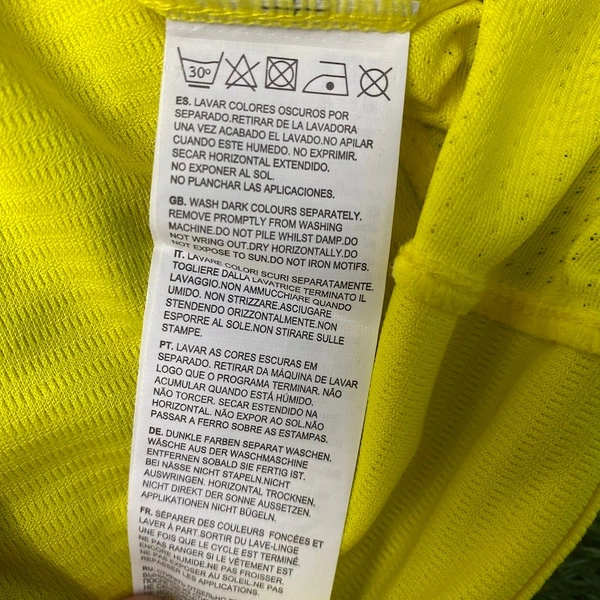 30°
ES. LAVAR COLORES OSCUROS POR
SEPARADO.RETIRAR DE LA LAVADORA
UNA VEZ ACABADO EL LAVADO.NO APILAR
CUANDO ESTE HUMEDO. NO EXPRIMIR.
SECAR HORIZONTAL EXTENDIDO.
NO EXPONER AL SOL.
NO PLANCHAR LAS APLICACIONES.
GB. WASH DARK COLOURS SEPARATELY.
REMOVE PROMPTLY FROM WASHING
MACHINE.DO NOT PILE WHILST DAMP.DO
NOT WRING OUT.DRY HORIZONTALLY.DO
NOT EXPOSE TO SUN.DO NOT IRON MOTIFS.
IT. LAVARE COLORI SCURI SEPARATAMENTE.
TOGLIERE DALLA LAVATRICE TERMINATO IL
LAVAGGIO.NON AMMUCCHIARE QUANDO
UMIDO. NON STRIZZARE.ASCIUGARE
STENDENDO ORIZZONTALMENTE.NON
ESPORRE AL SOLE.NON STIRARE SULLE
STAMPE.
PT. LAVAR AS CORES ESCURAS EM
SEPARADO. RETIRAR DA MÁQUINA DE LAVAR
LOGO QUE O PROGRAMA TERMINAR. NÃO
ACUMULAR QUANDO ESTÁ HÚMIDO.
NÃO TORCER. SECAR ESTENDIDO NA
HORIZONTAL. NÃO EXPOR AO SOL.NÃO
PASSAR A FERRO SOBRE AS ESTAMPAS.
DE. DUNKLE FARBEN SEPARAT WASCHEN.
WÄSCHE AUS DER WASCHMASCHINE
ENTFERNEN SOBALD SIE FERTIG IST.
BEI NÄSSE NICHT STAPELN.NICHT
AUSWRINGEN. HORIZONTAL TROCKNEN,
NICHT DIREKT DER SONNE AUSSETZEN.
APPLIKATIONEN NICHT BÜGELN.
FR. SÉPARER DES COULEURS FONCÉES ET
LAVER À PART.SORTIR DU LAVE-LINGE
UNE FOIS QUE LE CYCLE EST TERMINÉ.
NE PAS RANGER SI LE VÊTEMENT EST
ENCORE HUMIDE.NE PAS FROISSER.
NE PAS EXPOSER AU SOLEIL.NE PAS
REPASSER LES APPLICATIONS.
RU